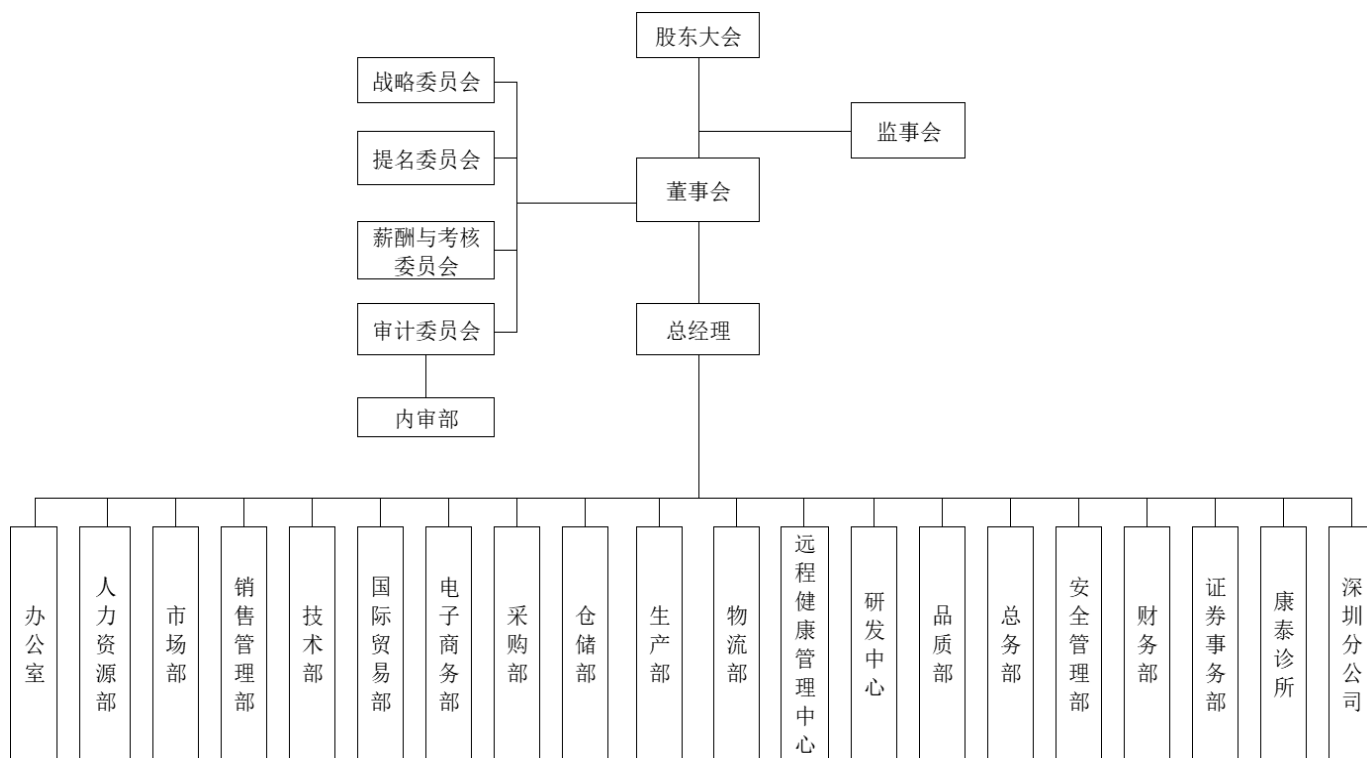 股东大会
战略委员会
监事会
提名委员会
董事会
薪酬与考核
委员会
审计委员会
总经理
内审部
办公室
人力资源部
市场部
销售管理部
技术部
国际贸易部
电子商务部
采购部
仓储部
生产部
物流部
远程健康管理中心
研发中心
品质部
总务部
安全管理部
财务部
证券事务部
康泰诊所
深圳分公司